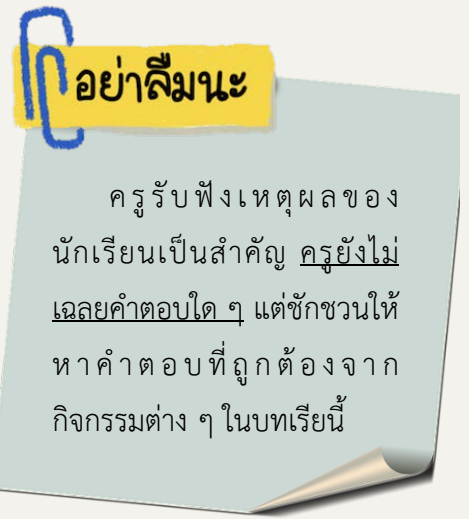 อย่าลืมนะ
ครูรับฟังเหตุผลของ
นักเรียนเป็นสำคัญ ครูยังไม่
เฉลยคำตอบใด ๆ แต่ชักชวนให้
หาคำตอบที่ถูกต้องจาก
กิจกรรมต่าง ๆ ในบทเรียนนี้